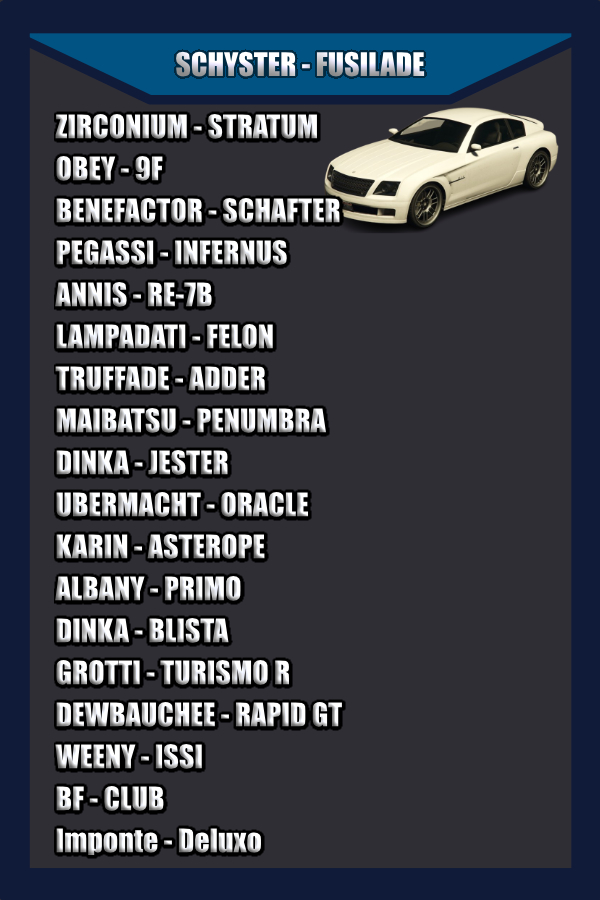 SCHYSTER - FUSILADE
ZIRCONIUM - STRATUM
OBEY - 9F
BENEFACTOR - SCHAFTER
PEGASSI - INFERNUS
ANNIS - RE-7B
LAMPADATI - FELON
TRUFFADE - ADDER
MAIBATSU - PENUMBRA
DINKA - JESTER
UBERMACHT - ORACLE
KARIN - ASTEROPE
ALBANY - PRIMO
DINKA - BLISTA
GROTTI - TURISMO R
DEWBAUCHEE - RAPID GT
WEENY - ISSI
BF - CLUB
Imponte - Deluxo